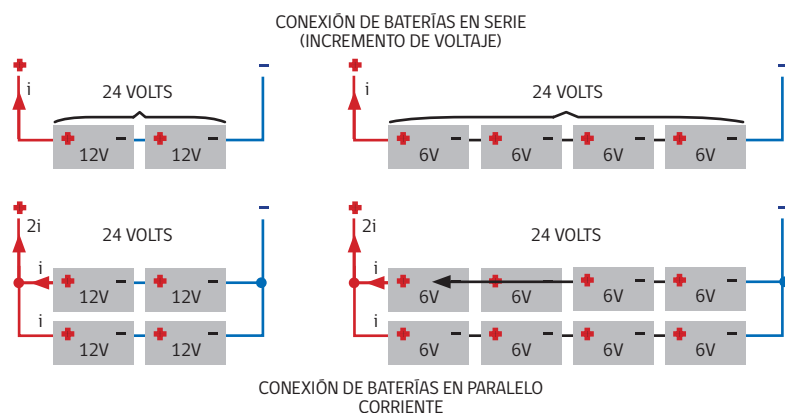 CONEXIÓN DE BATERÍAS EN SERIE
(INCREMENTO DE VOLTAJE)
+ − + −
i 24 VOLTS i 24 VOLTS
+ − + − + − + − + − + −
12V 12V 6V 6V 6V 6V
+ − + −
2i 24 VOLTS 2i 24 VOLTS
i i
+ − + − + − + − + − + −
12V 12V 6V 6V 6V 6V
i i
+ − + − + − + − + − + −
12V 12V 6V 6V 6V 6V
CONEXIÓN DE BATERÍAS EN PARALELO
CORRIENTE